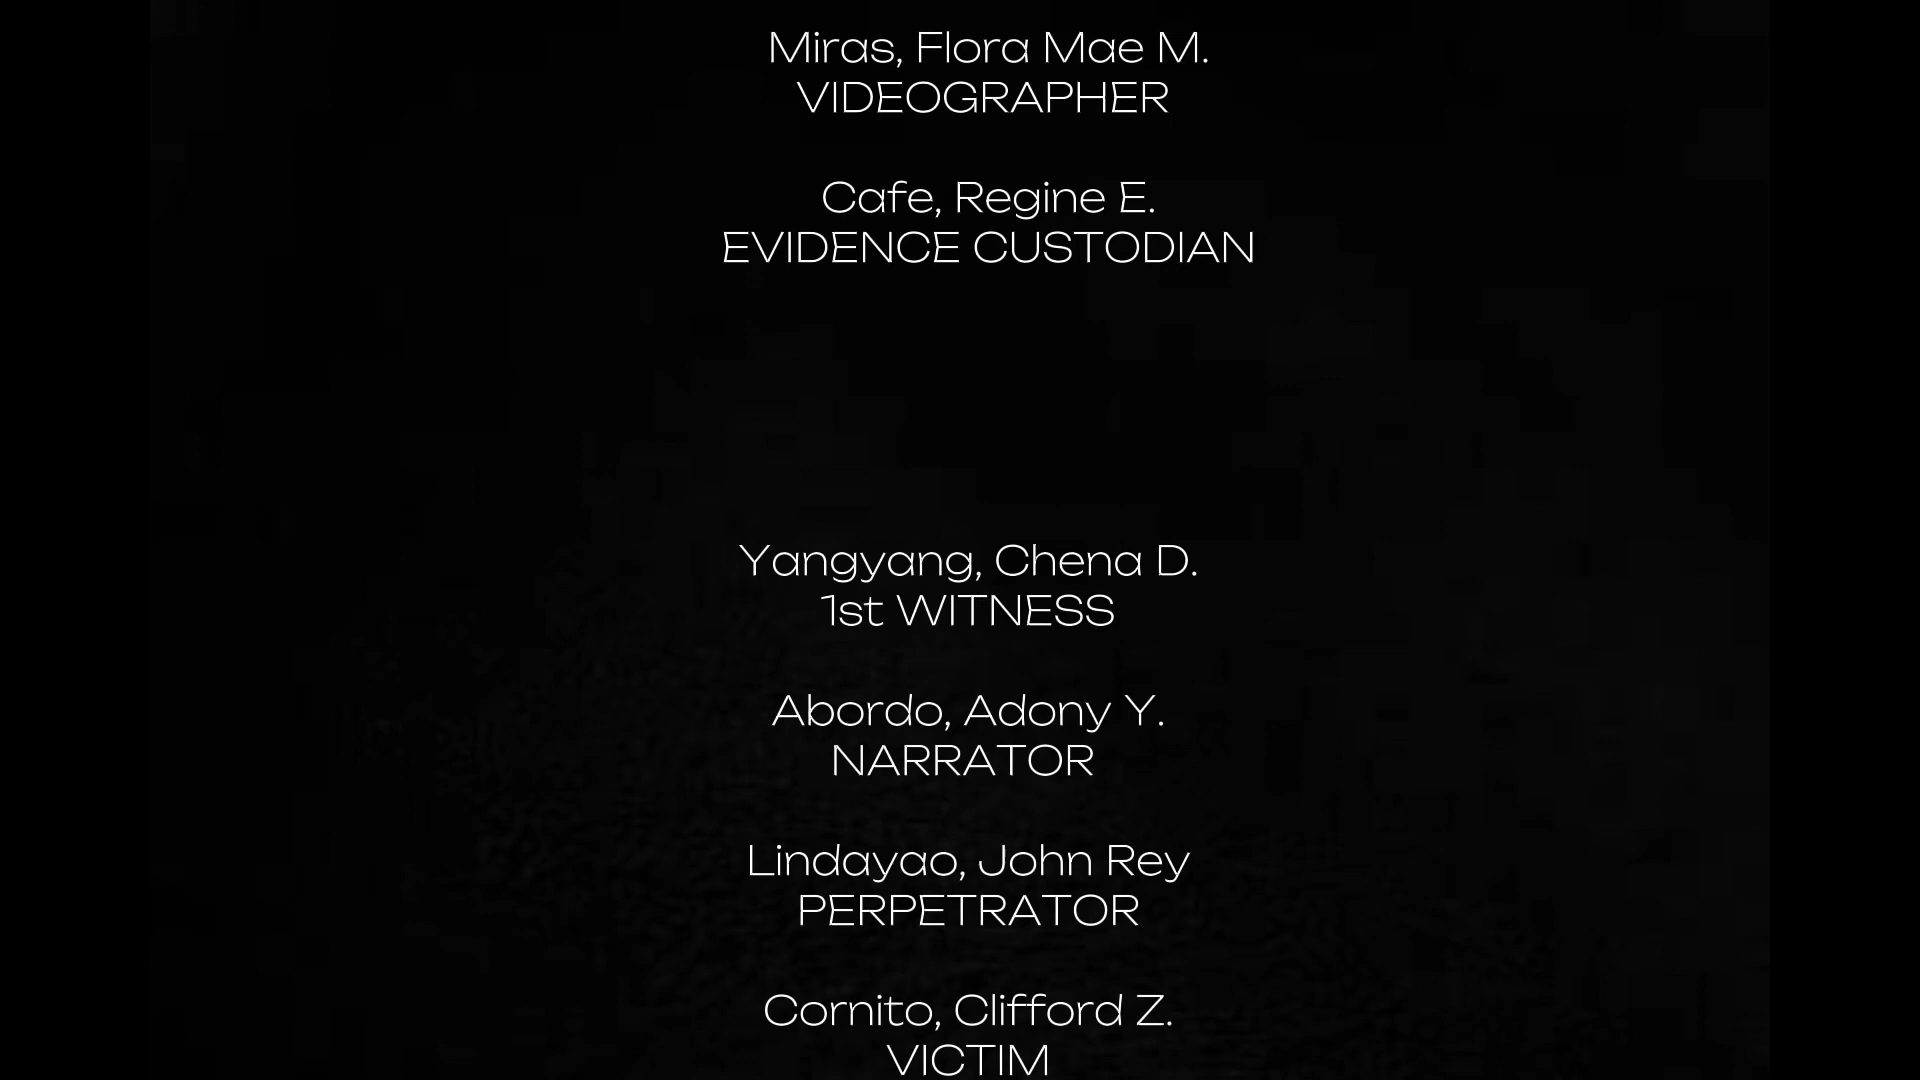 Miras, Flora Mae M.
VIDEOGRAPHER
Cafe, Regine E.
EVIDENCE CUSTODIAN
Yangyang, Chena D.
1st WITNESS
Abordo, Adony Y.
NARRATOR
Lindayao, John Rey
PERPETRATOR
Cornito, Clifford Z.
VICTIM